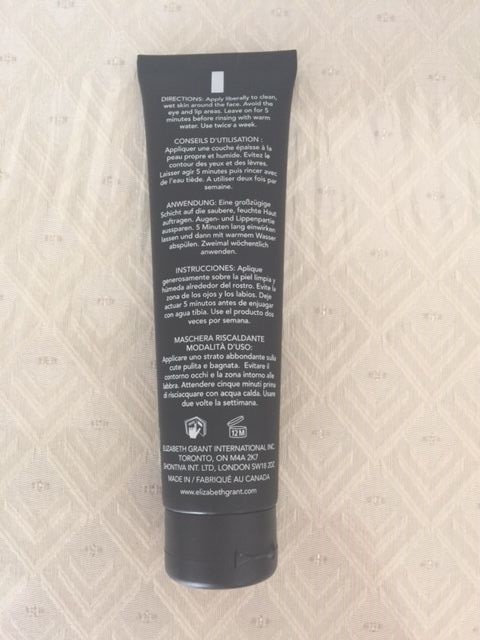 DIRECTIONS: Apply liberally to clean,
wet skin around the face. Avoid the
eye and lip areas. Leave on for 5
minutes before rinsing with warm
water. Use twice a week.
CONSEILS D'UTILISATION :
Appliquer une couche épaisse à la
peau propre et humide. Evitez le
contour des yeux et des lèvres.
Laisser agir 5 minutes puis rincer avec
de l'eau tiède. A utiliser deux fois par
semaine.
ANWENDUNG: Eine großzügige
Schicht auf die saubere, feuchte Haut
auftragen. Augen- und Lippenpartie
aussparen. 5 Minuten lang einwirken
lassen und dann mit warmem Wasser
abspülen. Zweimal wöchentlich
anwenden.
INSTRUCCIONES: Aplique
generosamente sobre la piel limpia y
húmeda alrededor del rostro. Evite la
zona de los ojos y los labios. Deje
actuar 5 minutos antes de enjuagar
con agua tibia. Use el producto dos
veces por semana.
MASCHERA RISCALDANTE
MODALITÀ D'USO:
Applicare uno strato abbondante sulla
cute pulita e bagnata. Evitare il
contorno occhi e la zona intorno alle
labbra. Attendere cinque minuti prima
di risciacquare con acqua calda. Usare
due volte la settimana.
12 M
ELIZABETH GRANT INTERNATIONAL INC.
TORONTO, ON M4A 2K7
SHONTIVA INT. LTD, LONDON SW18 2DZ
MADE IN / FABRIQUÉ AU CANADA
www.elizabethgrant.com